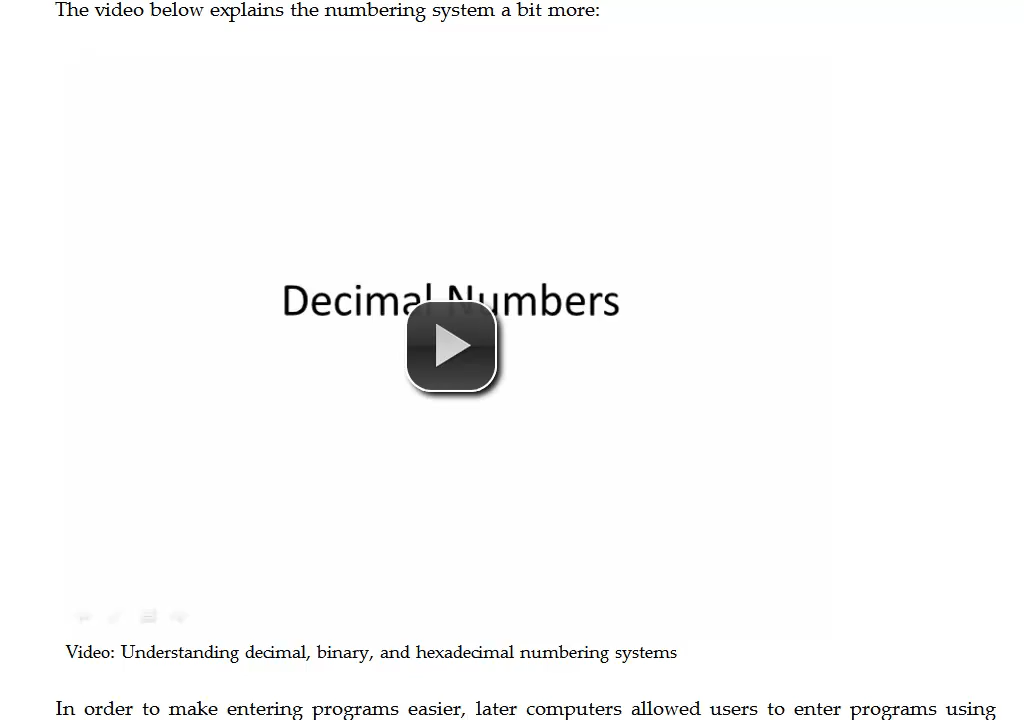 The video below explains the numbering system a bit more:
Decimal Numbers
Video: Understanding decimal, binary, and hexadecimal numbering systems
In order to make entering programs easier, later computers allowed users to enter programs using